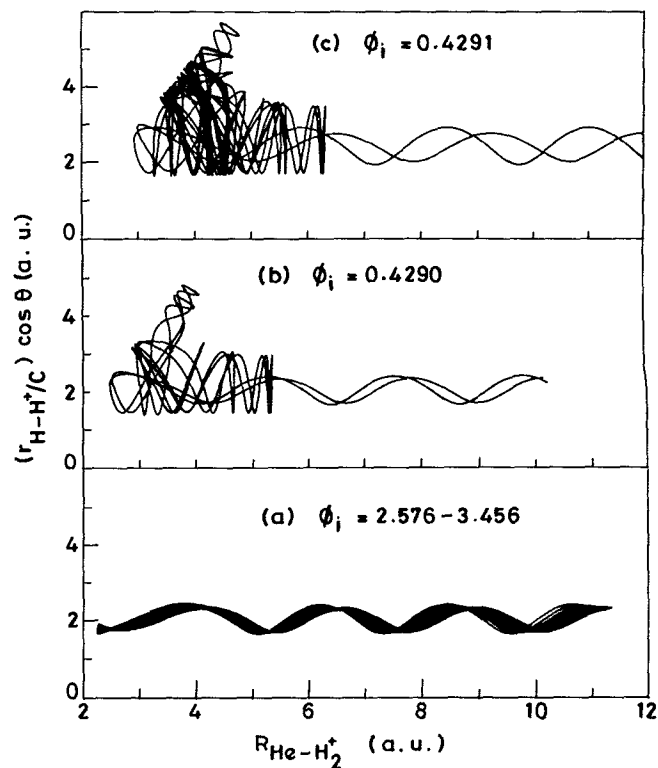 (c) ϕi = 0.4291
4
2
0
(b) ϕi = 0.4290
4
2
0
(a) ϕi = 2.576-3.456
4
2
0
2 4 6 8 10 12
(rH-H+/C) cos θ (a. u.)
RHe-H2+ (a.u.)